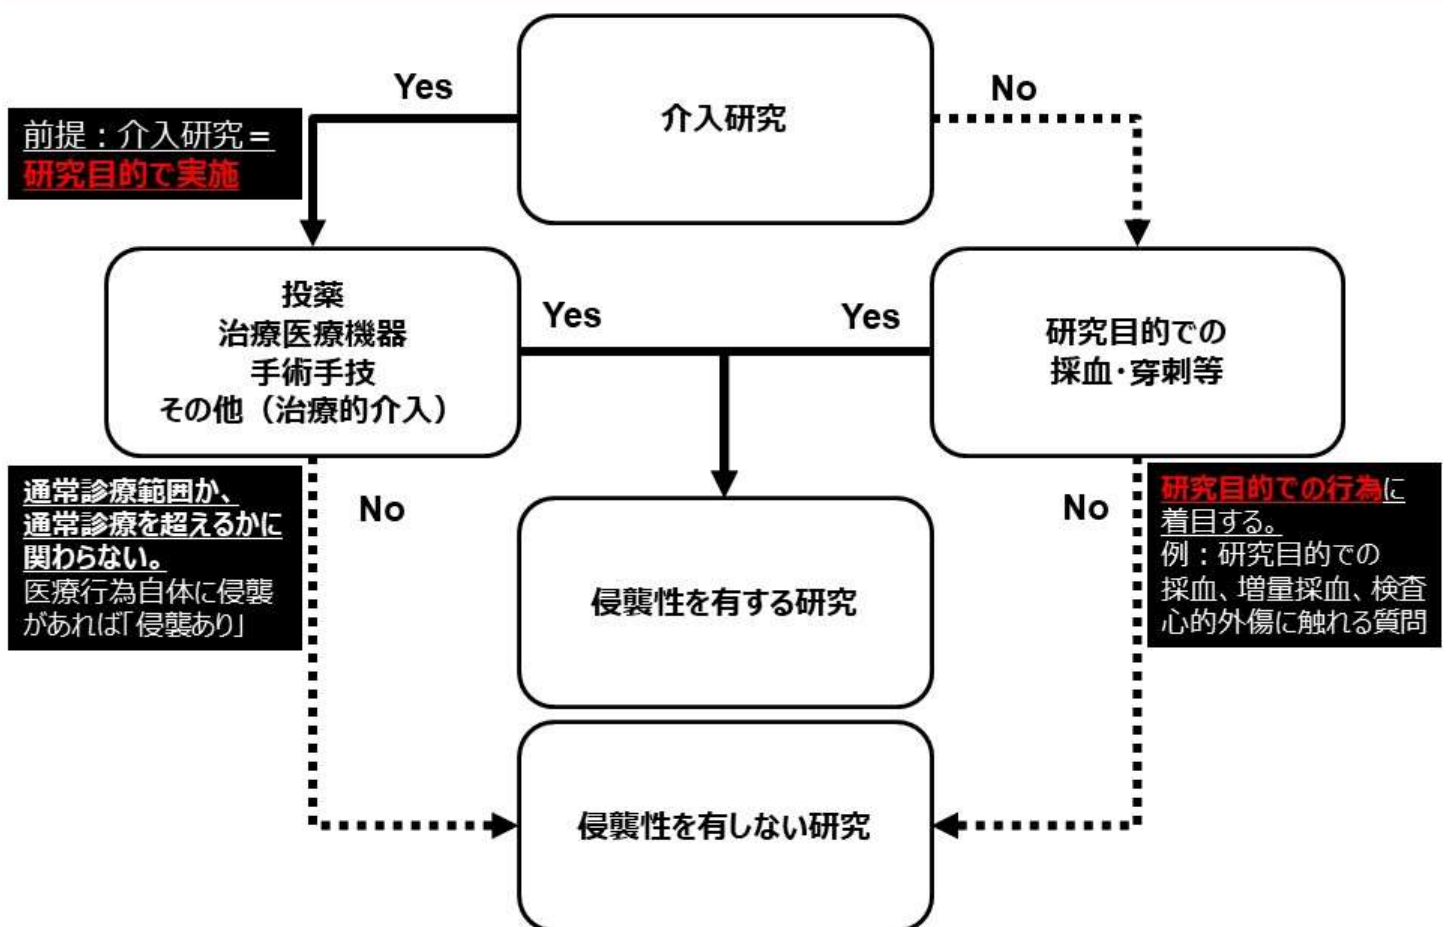 介入研究
Yes
No
前提：介入研究＝
研究目的で実施
投薬
治療医療機器
手術手技
その他（治療的介入）
Yes
Yes
研究目的での
採血・穿刺等
通常診療範囲か、
通常診療を超えるかに
関わらない。
医療行為自体に侵襲
があれば「侵襲あり」
No
No
研究目的での行為に
着目する。
例：研究目的での
採血、増量採血、検査
心的外傷に触れる質問
侵襲性を有する研究
侵襲性を有しない研究